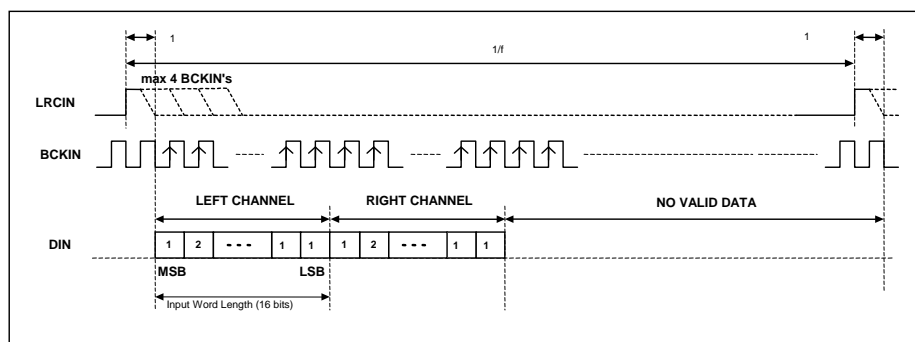 1
1
1/f
max 4 BCKIN's
LRCIN
BCKIN
LEFT CHANNEL
RIGHT CHANNEL
NO VALID DATA
DIN
1 2 - - - 1 1 1 2 - - - 1 1
MSB
LSB
Input Word Length (16 bits)